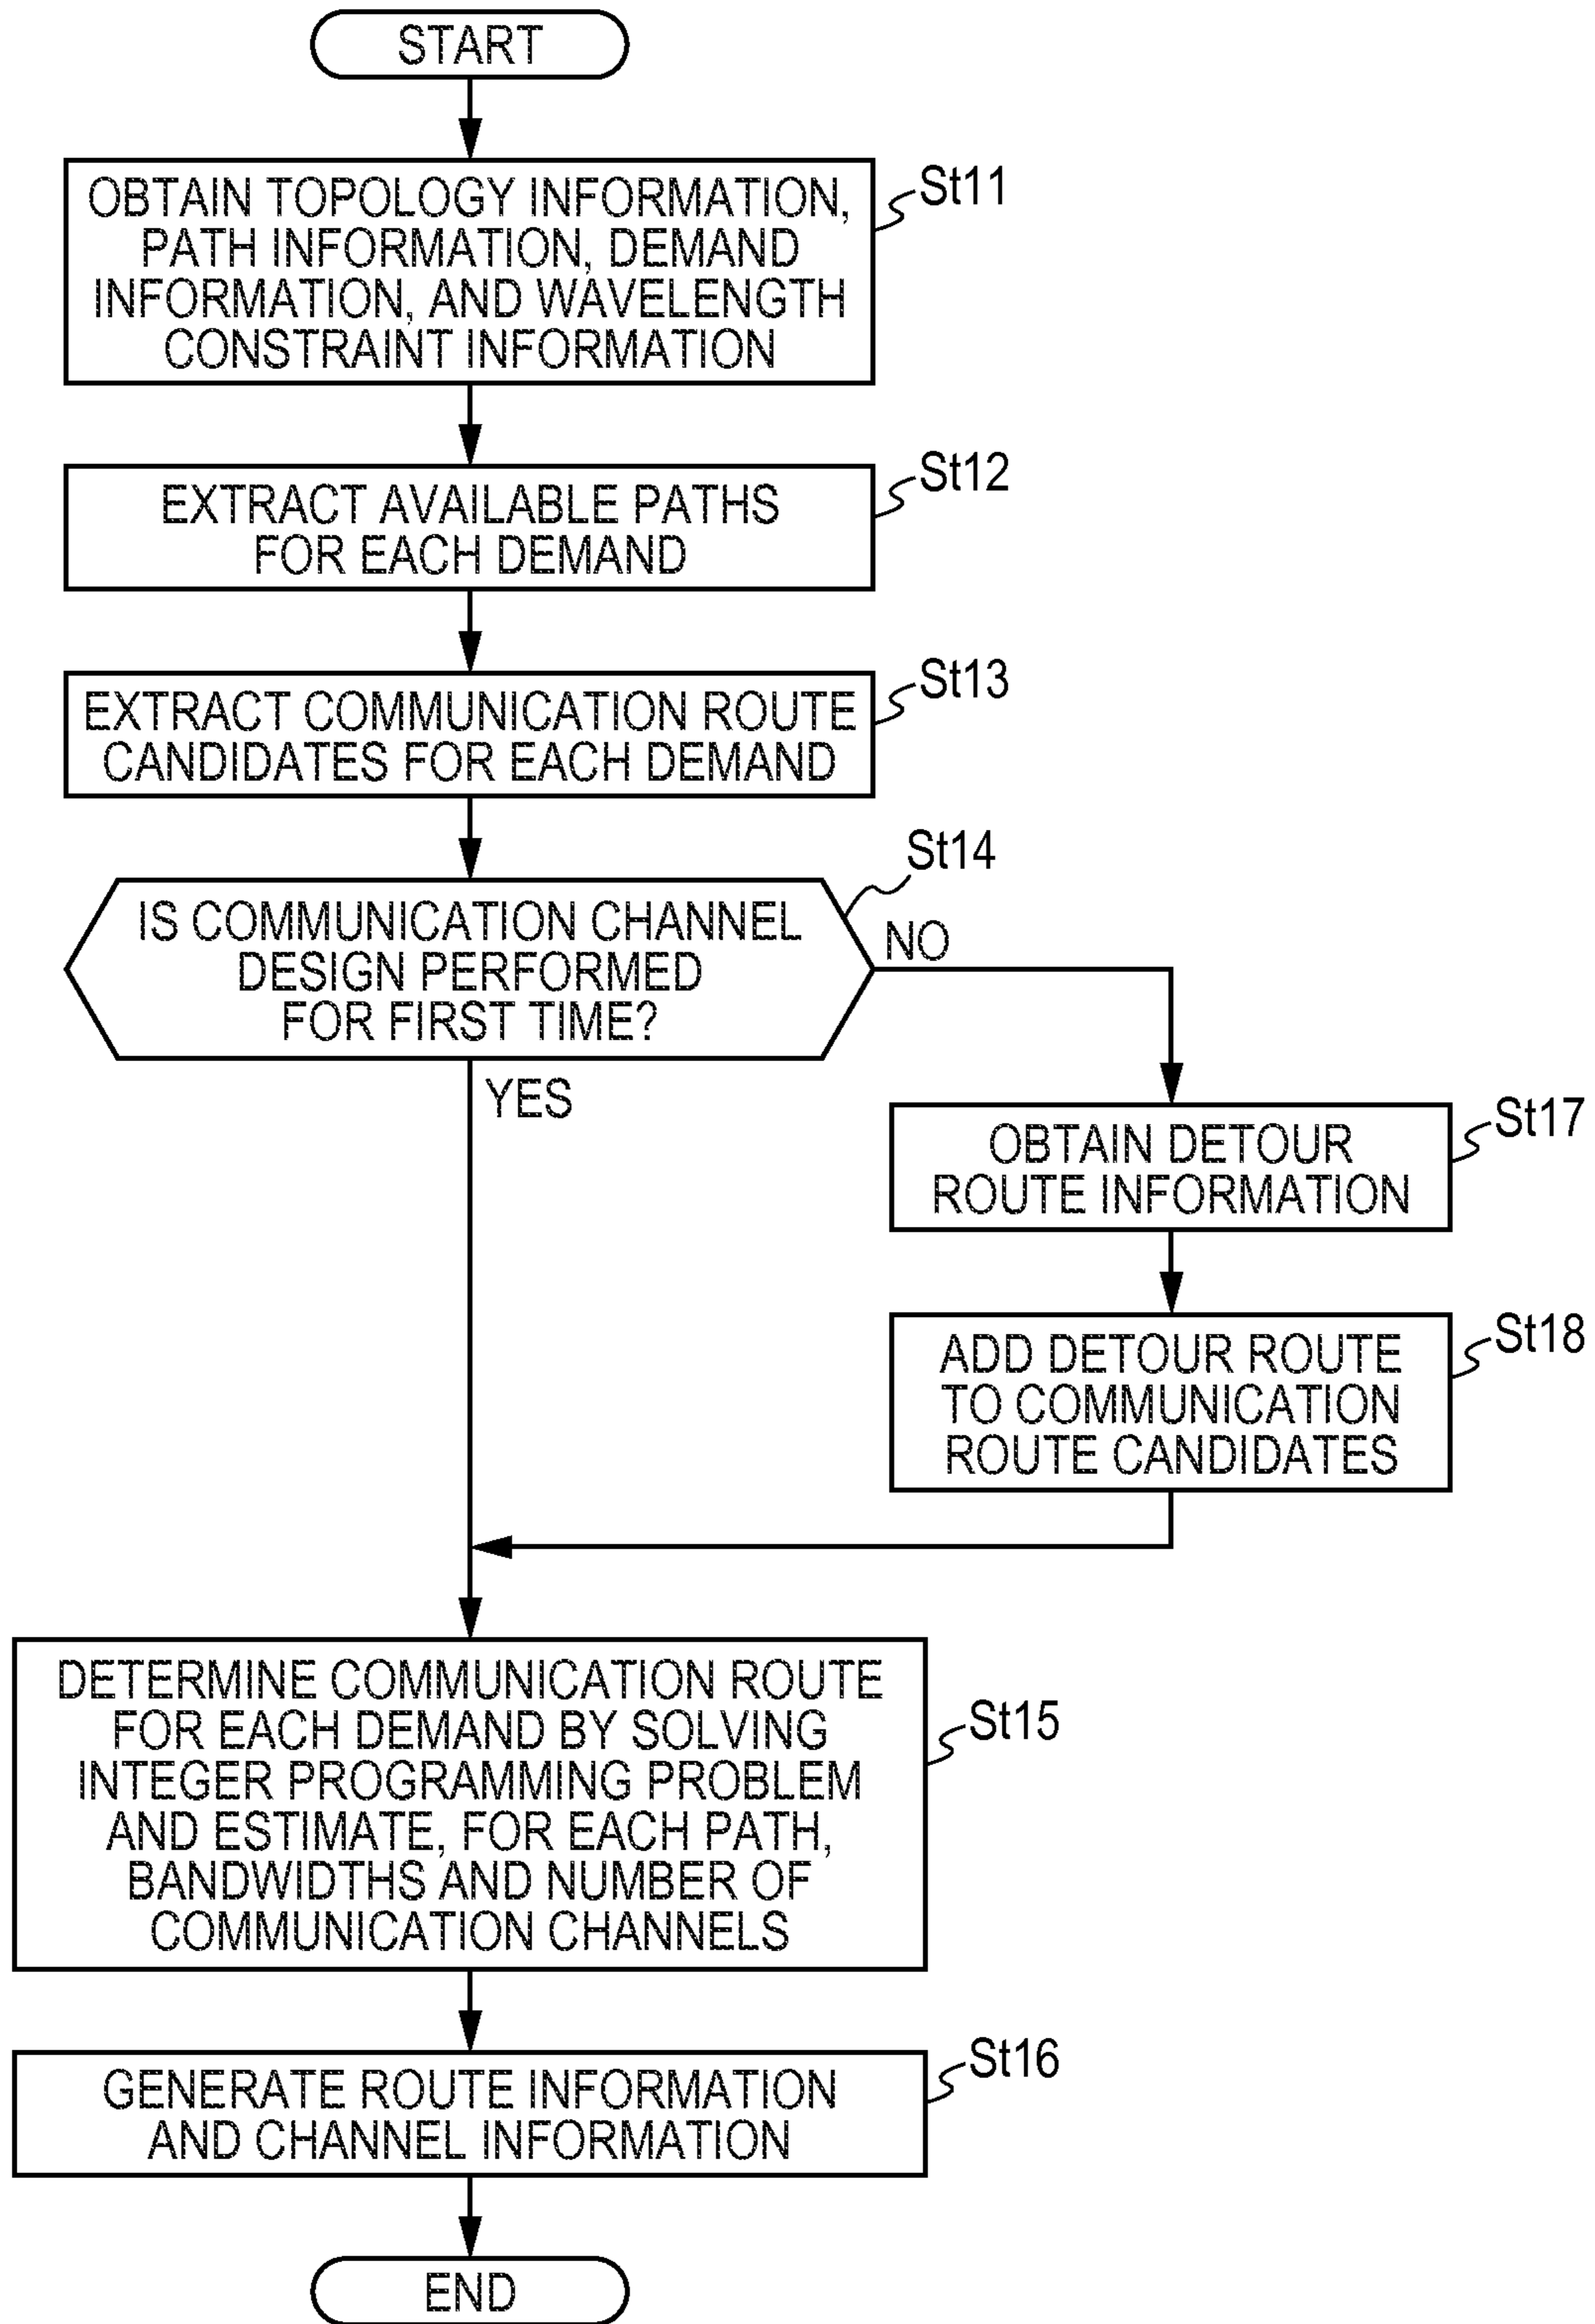 START
OBTAIN TOPOLOGY INFORMATION,
PATH INFORMATION, DEMAND
INFORMATION, AND WAVELENGTH
CONSTRAINT INFORMATION
St11
EXTRACT AVAILABLE PATHS
FOR EACH DEMAND
St12
EXTRACT COMMUNICATION ROUTE
CANDIDATES FOR EACH DEMAND
St13
IS COMMUNICATION CHANNEL
DESIGN PERFORMED
FOR FIRST TIME?
St14
NO
YES
OBTAIN DETOUR
ROUTE INFORMATION
St17
ADD DETOUR ROUTE
TO COMMUNICATION
ROUTE CANDIDATES
St18
DETERMINE COMMUNICATION ROUTE
FOR EACH DEMAND BY SOLVING
INTEGER PROGRAMMING PROBLEM
AND ESTIMATE, FOR EACH PATH,
BANDWIDTHS AND NUMBER OF
COMMUNICATION CHANNELS
St15
GENERATE ROUTE INFORMATION
AND CHANNEL INFORMATION
St16
END